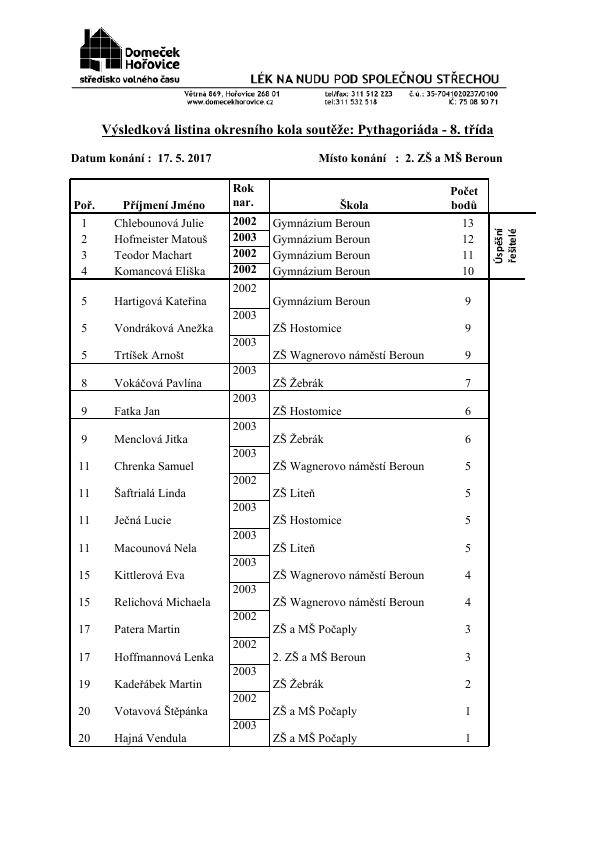 Domeček
Hořovice
středisko volného času
LÉK NA NUDU POD SPOLEČNOU STŘECHOU
Větrná 869, Hořovice 268 01 tel/fax: 311 512 223 č.ú.: 35-7041020237/0100
www.domecekhorovice.cz tel:311 532 518 IČ: 75 08 50 71
Výsledková listina okresního kola soutěže: Pythagoriáda - 8. třída
Datum konání : 17. 5. 2017 Místo konání : 2. ZŠ a MŠ Beroun
Poř. Příjmení Jméno Rok nar. Škola Počet bodů
1 Chlebounová Julie 2002 Gymnázium Beroun 13
2 Hofmeister Matouš 2003 Gymnázium Beroun 12
3 Teodor Machart 2002 Gymnázium Beroun 11
4 Komancová Eliška 2002 Gymnázium Beroun 10
Úspěšní
řešitelé
5 Hartigová Kateřina 2002 Gymnázium Beroun 9
5 Vondráková Anežka 2003 ZŠ Hostomice 9
5 Trtíšek Arnošt 2003 ZŠ Wagnerovo náměstí Beroun 9
8 Vokáčová Pavlína 2003 ZŠ Žebrák 7
9 Fatka Jan 2003 ZŠ Hostomice 6
9 Menclová Jitka 2003 ZŠ Žebrák 6
11 Chrenka Samuel 2003 ZŠ Wagnerovo náměstí Beroun 5
11 Šaftrialá Linda 2002 ZŠ Liteň 5
11 Ječná Lucie 2003 ZŠ Hostomice 5
11 Macounová Nela 2003 ZŠ Liteň 5
15 Kittlerová Eva 2003 ZŠ Wagnerovo náměstí Beroun 4
15 Relichová Michaela 2003 ZŠ Wagnerovo náměstí Beroun 4
17 Patera Martin 2002 ZŠ a MŠ Počaply 3
17 Hoffmannová Lenka 2002 2. ZŠ a MŠ Beroun 3
19 Kadeřábek Martin 2003 ZŠ Žebrák 2
20 Votavová Štěpánka 2002 ZŠ a MŠ Počaply 1
20 Hajná Vendula 2003 ZŠ a MŠ Počaply 1